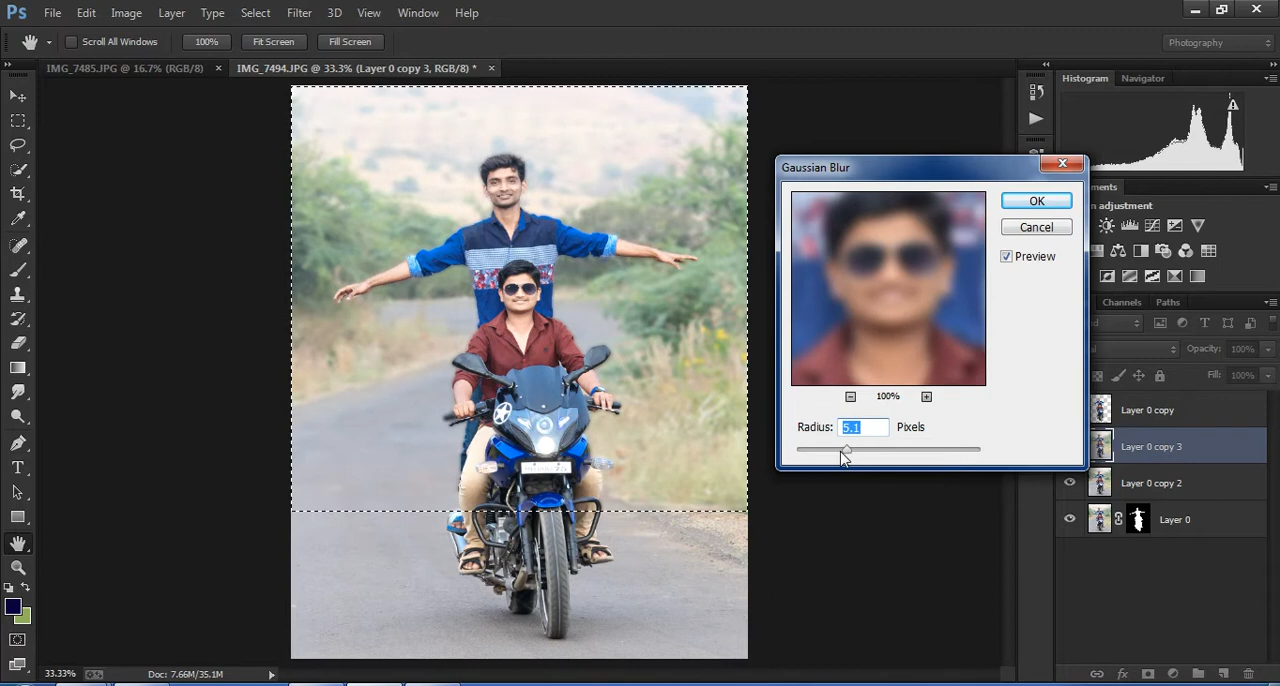 Ps File Edit Image Layer Type Select Filter 3D View Window Help
Scroll All Windows 100% Fit Screen Fill Screen Photography
IMG_7485.JPG @ 16.7% (RGB/8) × IMG_7494.JPG @ 33.3% (Layer 0 copy 3, RGB/8) * ×
Histogram Navigator
Gaussian Blur
OK
Cancel
Preview
100%
Radius: 5.1 Pixels
ments
n adjustment
Channels Paths
Opacity: 100%
Fill: 100%
Layer 0 copy
Layer 0 copy 3
Layer 0 copy 2
Layer 0
T
33.33% Doc: 7.66M/35.1M
fx